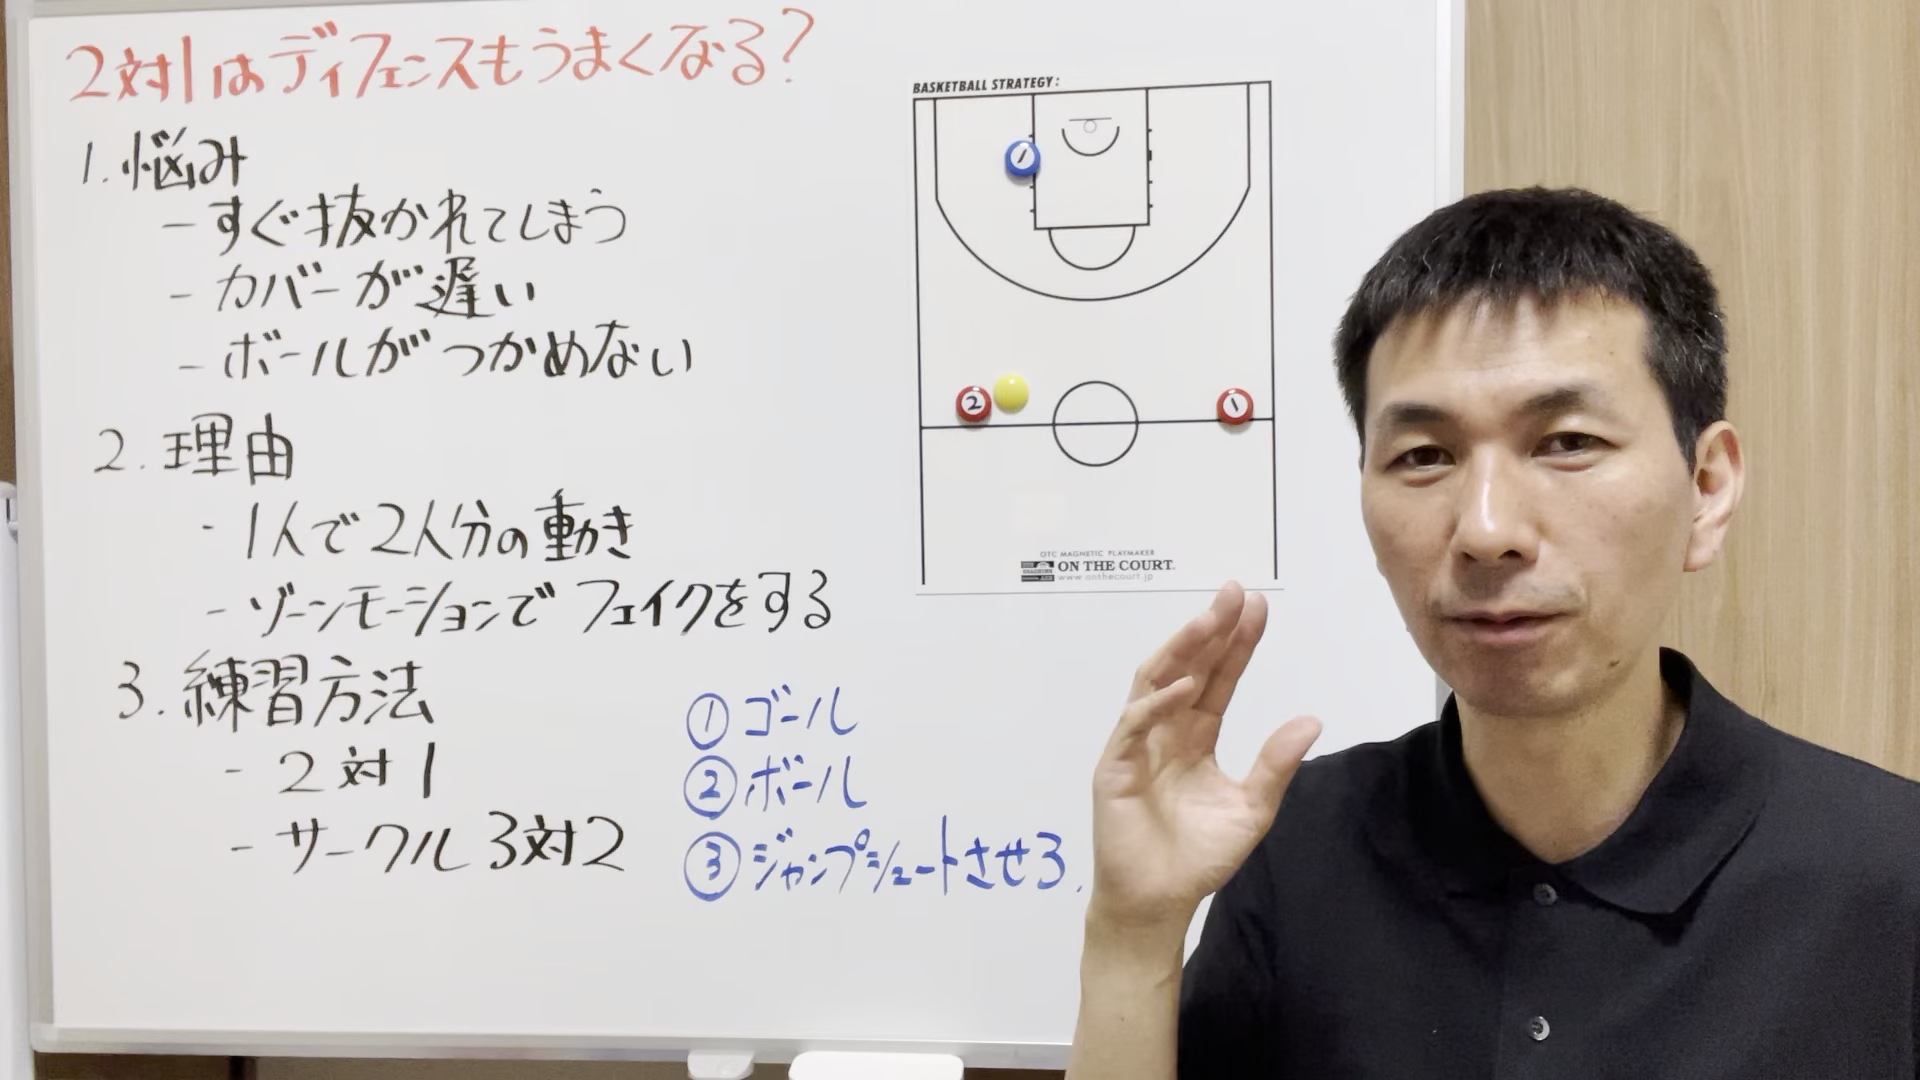 2対1はディフェンスもうまくなる?
1. 悩み
- すぐ抜かれてしまう
- カバーが遅い
- ボールがつかめない
2. 理由
- 1人で2人分の動き
- ゾーンモーションでフェイクをする
3. 練習方法
- 2対1
- サークル3対2
① ゴール
② ボール
③ ジャンプシュートさせろ.
BASKETBALL STRATEGY:
1
2
1
OTC MAGNETIC PLAYMAKER
ON THE COURT.
www.onthecourt.jp